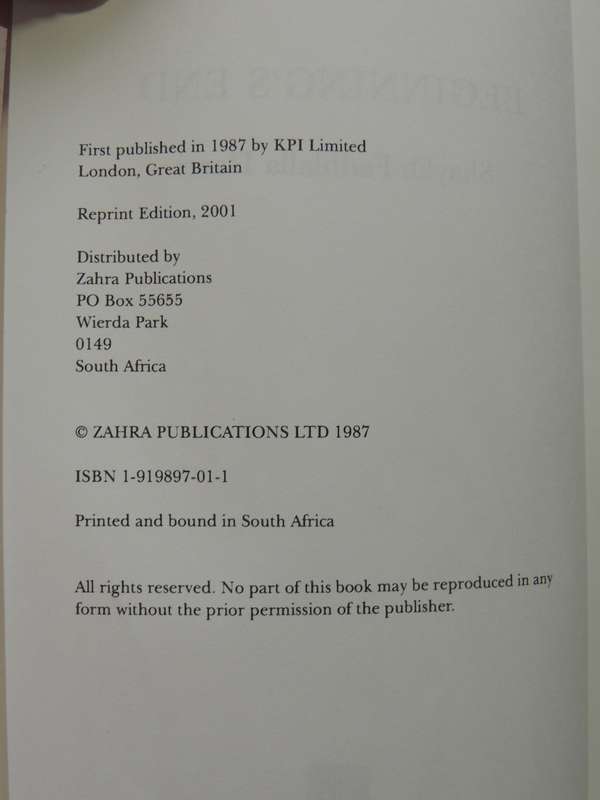 First published in 1987 by KPI Limited
London, Great Britain
Reprint Edition, 2001
Distributed by
Zahra Publications
PO Box 55655
Wierda Park
0149
South Africa
© ZAHRA PUBLICATIONS LTD 1987
ISBN 1-919897-01-1
Printed and bound in South Africa
All rights reserved. No part of this book may be reproduced in any
form without the prior permission of the publisher.